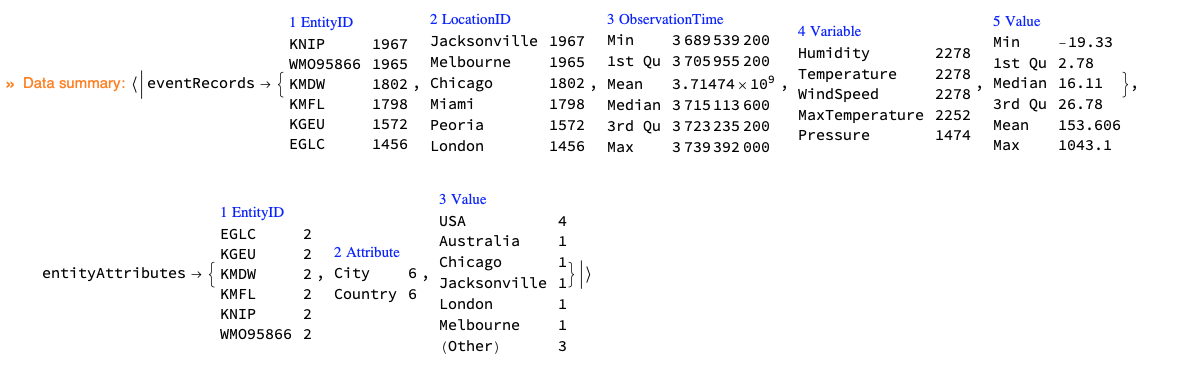 1 EntityID 2 LocationID 3 ObservationTime 4 Variable 5 Value
KNIP 1967 Jacksonville 1967 Min 3 689 539 200 Humidity 2278 Min -19.33
WMO95866 1965 Melbourne 1965 1st Qu 3 705 955 200 Temperature 2278 1st Qu 2.78
» Data summary: ⟨| eventRecords → { KMDW 1802 , Chicago 1802 , Mean 3.71474 × 10⁹ , WindSpeed 2278 , Median 16.11 },
KMFL 1798 Miami 1798 Median 3 715 113 600 MaxTemperature 2252 3rd Qu 26.78
KGEU 1572 Peoria 1572 3rd Qu 3 723 235 200 Pressure 1474 Mean 153.606
EGLC 1456 London 1456 Max 3 739 392 000 Max 1043.1
1 EntityID 2 Attribute 3 Value
EGLC 2 USA 4
KGEU 2 Australia 1
entityAttributes → { KMDW 2 , City 6 , Chicago 1 } |⟩
KMFL 2 Country 6 Jacksonville 1
KNIP 2 London 1
WMO95866 2 Melbourne 1
(Other) 3